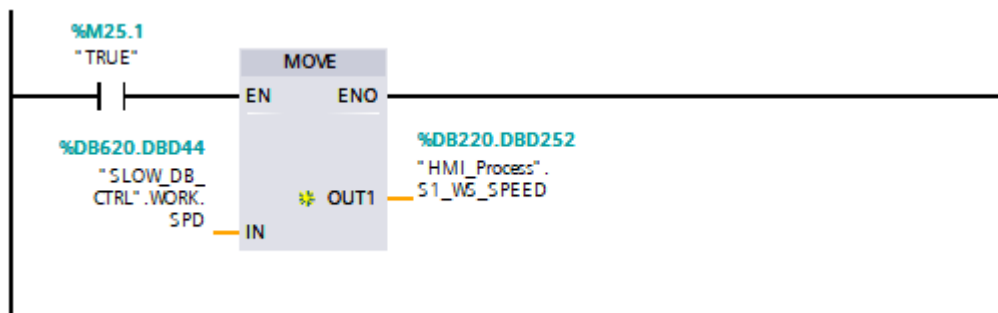 %M25.1
"TRUE"
MOVE
EN ENO
%DB620.DBD44
"SLOW_DB_
CTRL".WORK.
SPD
IN
OUT1
%DB220.DBD252
"HMI_Process".
S1_WS_SPEED